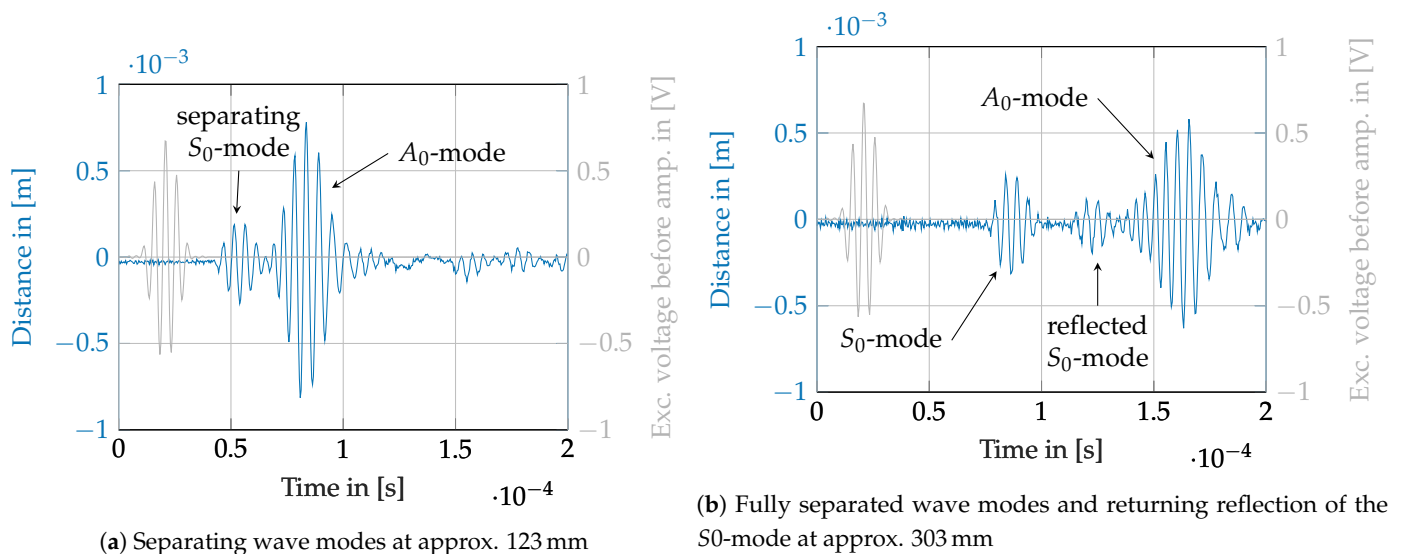 ·10⁻³
1
0.5
0
−0.5
−1
Distance in [m]
separating
S₀-mode
A₀-mode
1
0.5
0
−0.5
−1
Exc. voltage before amp. in [V]
0 0.5 1 1.5 2
Time in [s]
·10⁻⁴
(a) Separating wave modes at approx. 123 mm
·10⁻³
1
0.5
0
−0.5
−1
Distance in [m]
A₀-mode
S₀-mode
reflected
S₀-mode
1
0.5
0
−0.5
−1
Exc. voltage before amp. in [V]
0 0.5 1 1.5 2
Time in [s]
·10⁻⁴
(b) Fully separated wave modes and returning reflection of the
S0-mode at approx. 303 mm